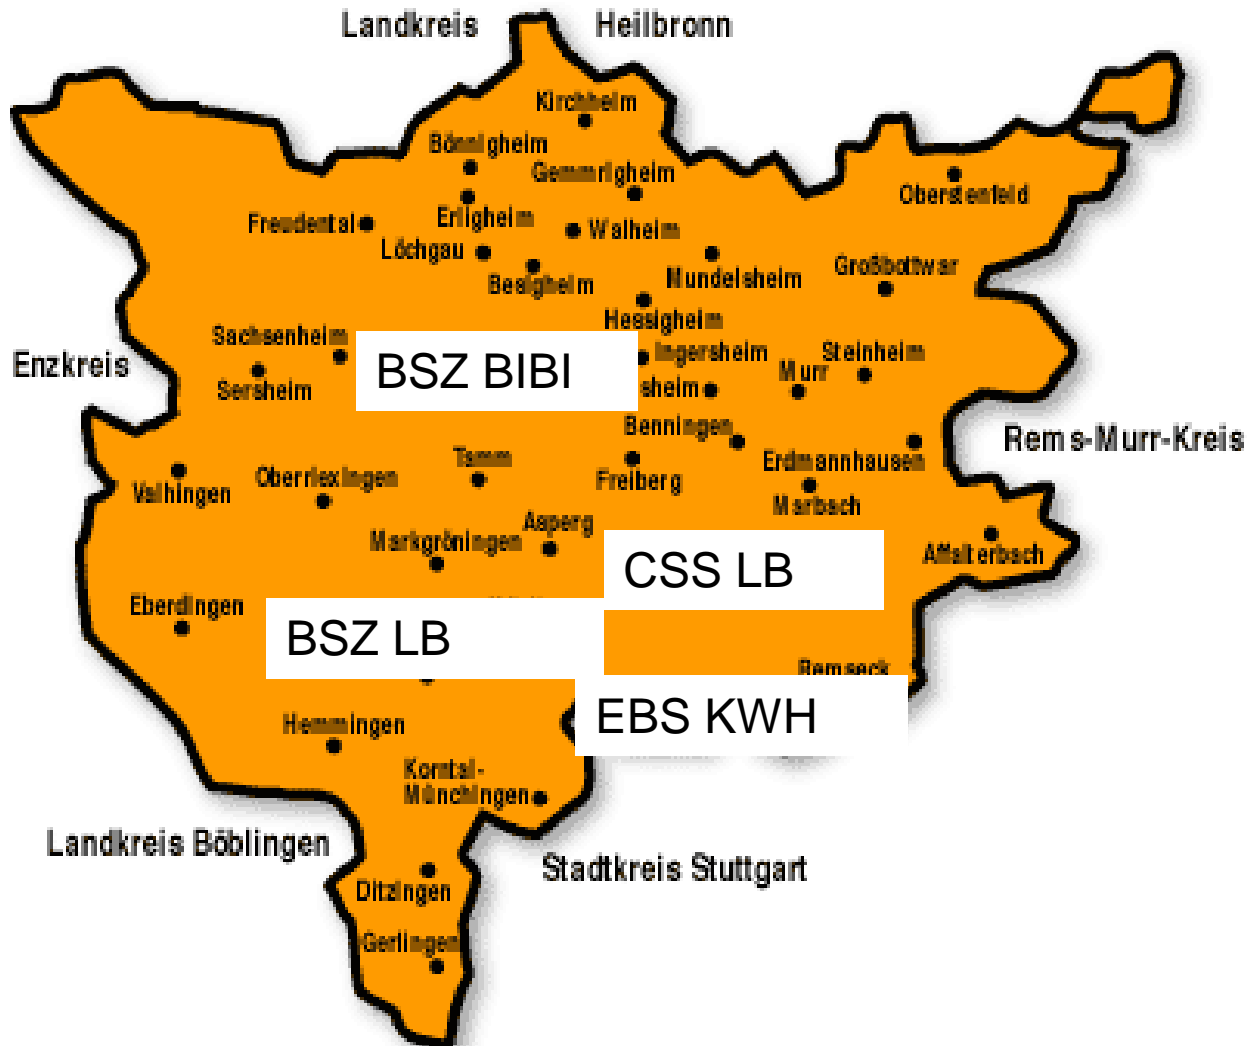 Landkreis Heilbronn
Kirchheim
Bönnigheim
Gemmrigheim
Oberstenfeld
Erligheim
Freudental
Walheim
Löchgau
Großbottwar
Mundelsheim
Besigheim
Hessigheim
Sachsenheim
Enzkreis
BSZ BIBI
Ingersheim
Steinheim
Murr
Sersheim
sheim
Benningen
Rems-Murr-Kreis
Tamm
Erdmannhausen
Oberriexingen
Freiberg
Vaihingen
Marbach
Asperg
Markgröningen
Affalterbach
CSS LB
Eberdingen
BSZ LB
Remseck
EBS KWH
Hemmingen
Korntal-
Münchingen
Landkreis Böblingen
Stadtkreis Stuttgart
Ditzingen
Gerlingen